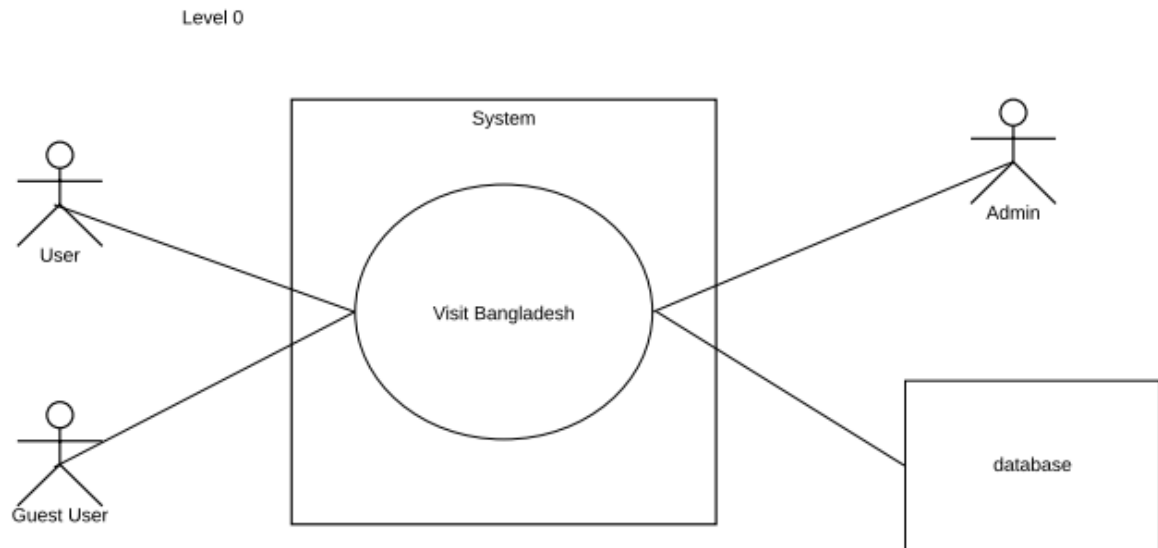 Level 0
System
User
Admin
Visit Bangladesh
database
Guest User